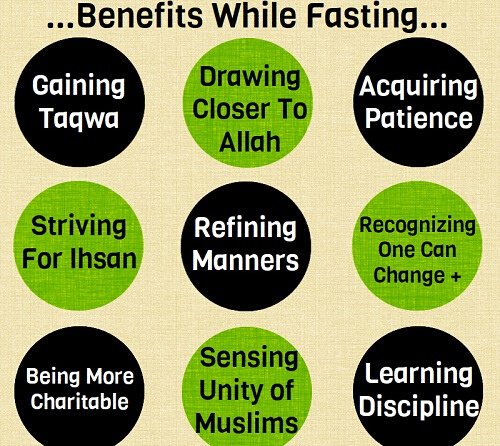 ...Benefits While Fasting...
Gaining
Taqwa
Drawing
Closer To
Allah
Acquiring
Patience
Striving
For Ihsan
Refining
Manners
Recognizing
One Can
Change +
Being More
Charitable
Sensing
Unity of
Muslims
Learning
Discipline